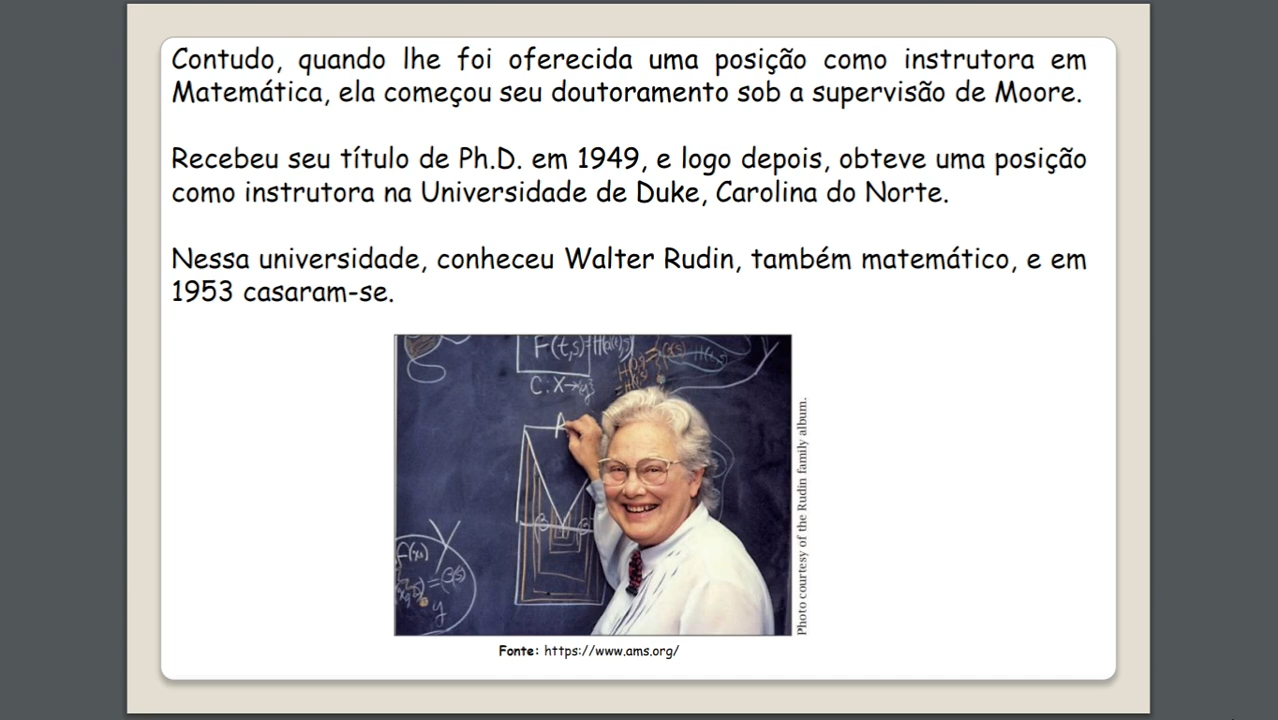 Contudo, quando lhe foi oferecida uma posição como instrutora em
Matemática, ela começou seu doutoramento sob a supervisão de Moore.
Recebeu seu título de Ph.D. em 1949, e logo depois, obteve uma posição
como instrutora na Universidade de Duke, Carolina do Norte.
Nessa universidade, conheceu Walter Rudin, também matemático, e em
1953 casaram-se.
F(t,s)=H(
C: X→
H(t,s)
Y
A
Y
f(x)
y
Photo courtesy of the Rudin family album.
Fonte: https://www.ams.org/